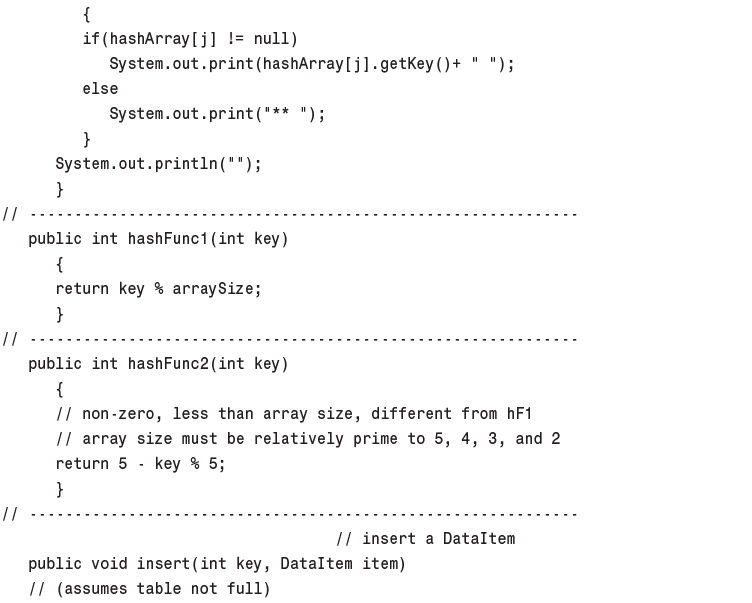 {
         if(hashArray[j] != null)
            System.out.print(hashArray[j].getKey()+ " ");
         else
            System.out.print("** ");
         }
      System.out.println("");
      }
// -------------------------------------------------------------
   public int hashFunc1(int key)
      {
      return key % arraySize;
      }
// -------------------------------------------------------------
   public int hashFunc2(int key)
      {
      // non-zero, less than array size, different from hF1
      // array size must be relatively prime to 5, 4, 3, and 2
      return 5 - key % 5;
      }
// -------------------------------------------------------------
                                     // insert a DataItem
   public void insert(int key, DataItem item)
   // (assumes table not full)